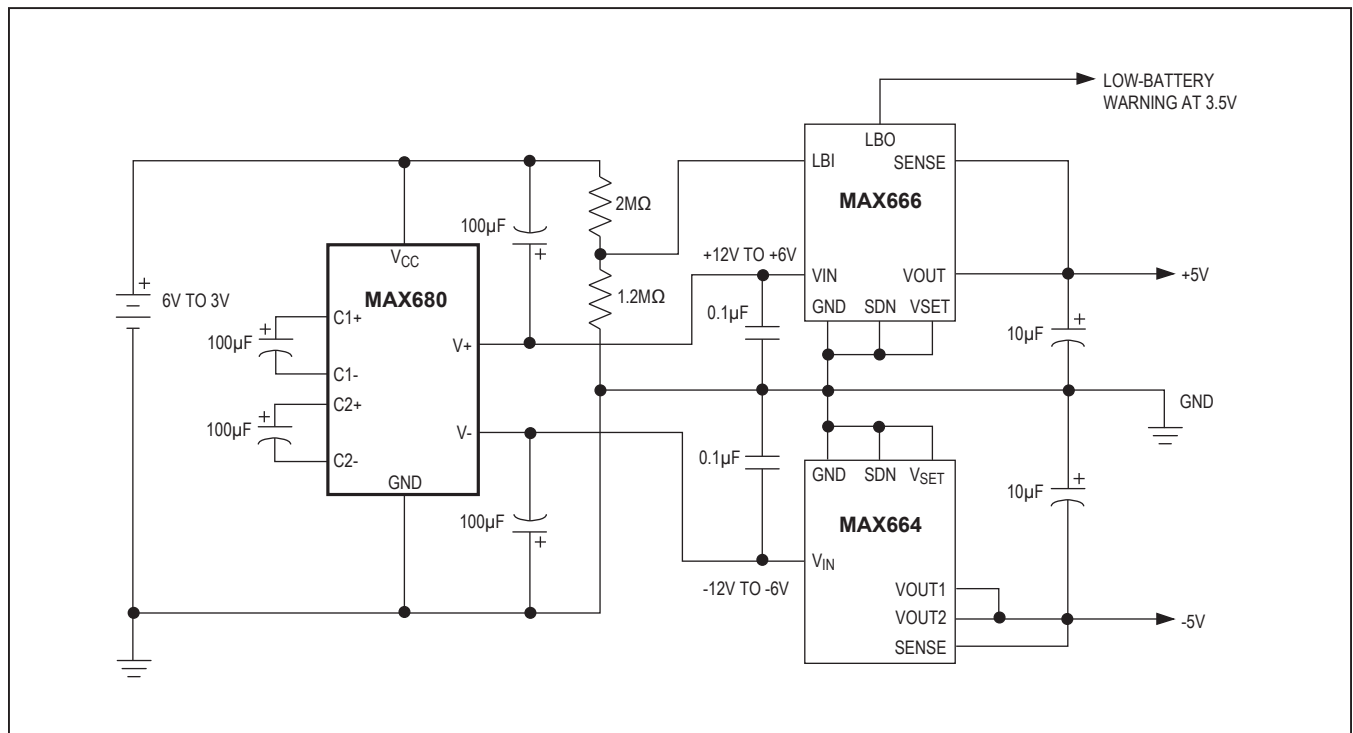 LOW-BATTERY
WARNING AT 3.5V
LBO
LBI
SENSE
MAX666
2MΩ
100µF
+
VCC
+12V TO +6V
VIN
VOUT
+5V
+
6V TO 3V
MAX680
1.2MΩ
C1+
+
100µF
C1-
V+
0.1µF
GND
SDN
VSET
+
10µF
C2+
+
100µF
C2-
V-
GND
GND
0.1µF
GND
SDN
VSET
+
10µF
100µF
+
MAX664
VIN
-12V TO -6V
VOUT1
VOUT2
-5V
SENSE